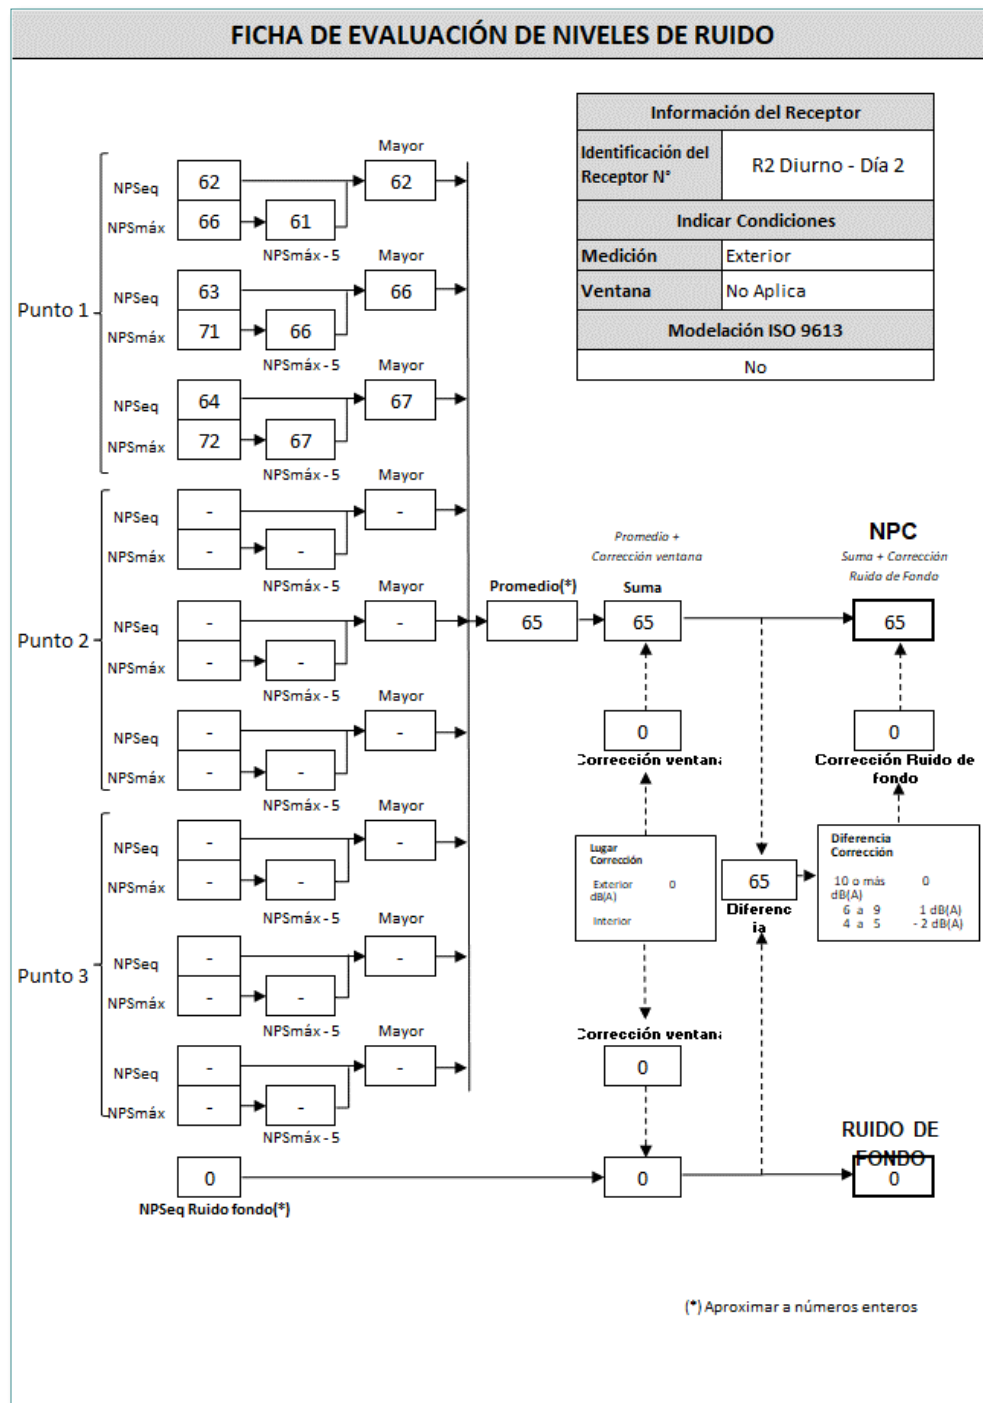 FICHA DE EVALUACIÓN DE NIVELES DE RUIDO
Información del Receptor
Identificación del
Receptor N°
R2 Diurno - Día 2
Indicar Condiciones
Medición
Exterior
Ventana
No Aplica
Modelación ISO 9613
No
Punto 1
Mayor
NPSeq
62
62
NPSmáx
66
61
NPSmáx - 5
Mayor
NPSeq
63
66
NPSmáx
71
66
NPSmáx - 5
Mayor
NPSeq
64
67
NPSmáx
72
67
NPSmáx - 5
Punto 2
Mayor
NPSeq
-
-
NPSmáx
-
-
NPSmáx - 5
Mayor
NPSeq
-
-
NPSmáx
-
-
NPSmáx - 5
Mayor
NPSeq
-
-
NPSmáx
-
-
NPSmáx - 5
Punto 3
Mayor
NPSeq
-
-
NPSmáx
-
-
NPSmáx - 5
Mayor
NPSeq
-
-
NPSmáx
-
-
NPSmáx - 5
Mayor
NPSeq
-
-
NPSmáx
-
-
NPSmáx - 5
0
NPSeq Ruido fondo(*)
Promedio(*)
65
Promedio +
Corrección ventana
Suma
65
0
Corrección ventana
Lugar
Corrección
Exterior 0
dB(A)
Interior
Corrección ventana
0
0
65
Diferenc
ia
NPC
Suma + Corrección
Ruido de Fondo
65
0
Corrección Ruido de
fondo
Diferencia
Corrección
10 o más 0
dB(A)
6 a 9 1 dB(A)
4 a 5 - 2 dB(A)
RUIDO DE
FONDO
0
(*) Aproximar a números enteros